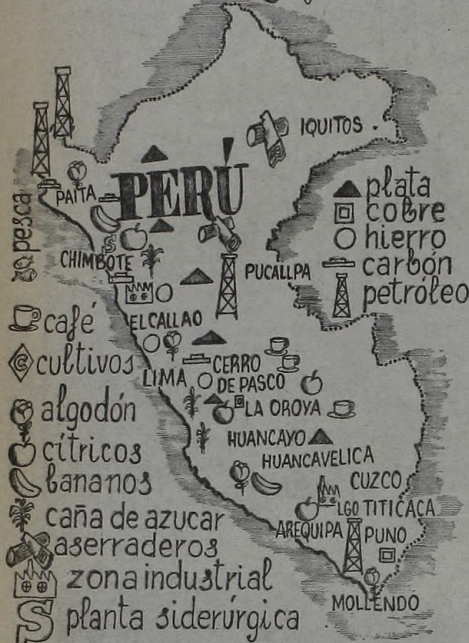 IQUITOS
PAITA
PERÚ
plata
cobre
hierro
carbón
petróleo
pesca
CHIMBOTE
PUCALLPA
café
EL CALLAO
cultivos
LIMA
CERRO
DE PASCO
algodón
LA OROYA
cítricos
HUANCAYO
HUANCAVELICA
bananos
CUZCO
caña de azucar
LGO TITICACA
AREQUIPA
PUNO
aserraderos
zona industrial
MOLLENDO
S planta siderúrgica